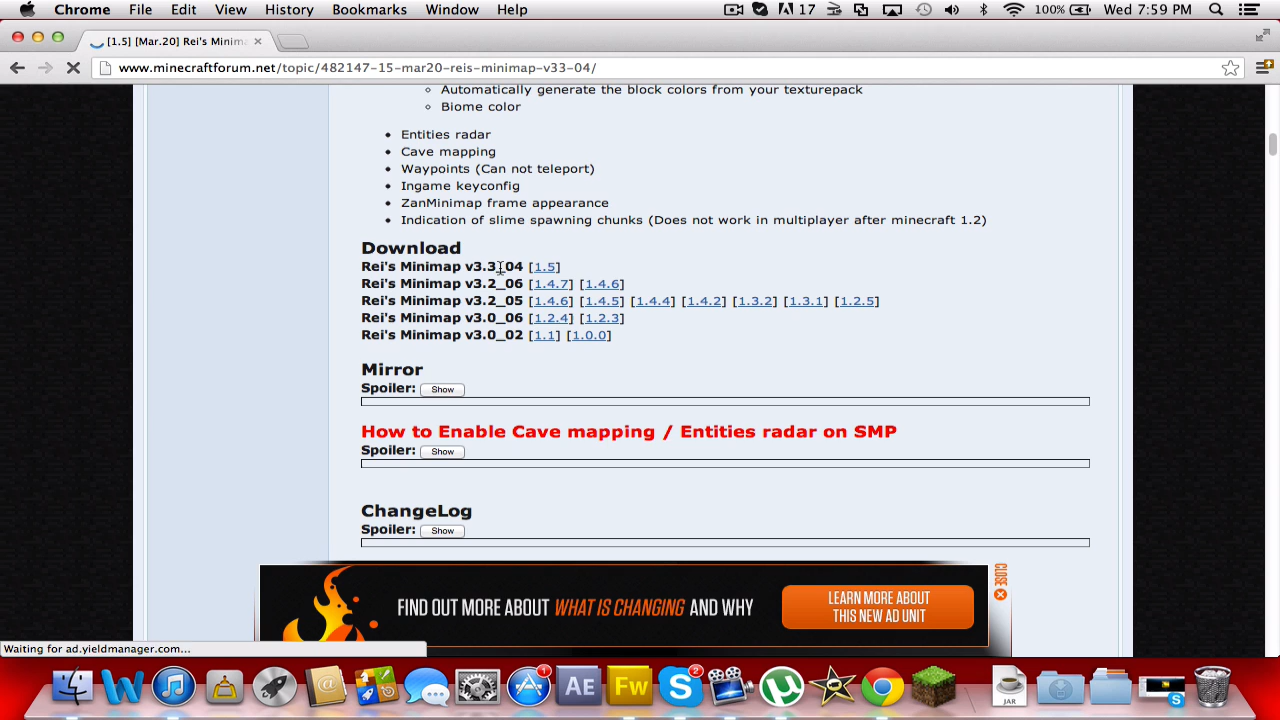 Chrome File Edit View History Bookmarks Window Help 17 100% Wed 7:59 PM
[1.5] [Mar.20] Rei's Minima
www.minecraftforum.net/topic/482147-15-mar20-reis-minimap-v33-04/
Automatically generate the block colors from your texturepack
Biome color
Entities radar
Cave mapping
Waypoints (Can not teleport)
Ingame keyconfig
ZanMinimap frame appearance
Indication of slime spawning chunks (Does not work in multiplayer after minecraft 1.2)
Download
Rei's Minimap v3.3_04 [1.5]
Rei's Minimap v3.2_06 [1.4.7] [1.4.6]
Rei's Minimap v3.2_05 [1.4.6] [1.4.5] [1.4.4] [1.4.2] [1.3.2] [1.3.1] [1.2.5]
Rei's Minimap v3.0_06 [1.2.4] [1.2.3]
Rei's Minimap v3.0_02 [1.1] [1.0.0]
Mirror
Spoiler: Show
How to Enable Cave mapping / Entities radar on SMP
Spoiler: Show
ChangeLog
Spoiler: Show
FIND OUT MORE ABOUT WHAT IS CHANGING AND WHY
LEARN MORE ABOUT
THIS NEW AD UNIT
CLOSE
Waiting for ad.yieldmanager.com...
W @ 1 AE Fw S 2 µ JAR